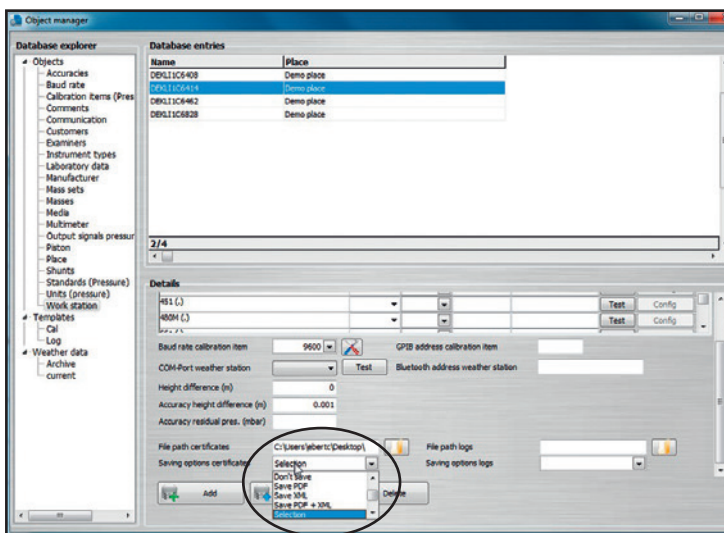 Object manager
Database explorer
Objects
Accuracies
Baud rate
Calibration items (Pres
Comments
Communication
Customers
Examiners
Instrument types
Laboratory data
Manufacturer
Mass sets
Masses
Media
Multimeter
Output signals pressur
Piston
Place
Shunts
Standards (Pressure)
Units (pressure)
Work station
Templates
Cal
Log
Weather data
Archive
current
Database entries
Name Place
DEKLI1C6408 Demo place
DEKLI1C6414 Demo place
DEKLI1C6462 Demo place
DEKLI1C6828 Demo place
2/4
Details
451 (.) Test Config
480M (.) Test Config
Baud rate calibration item 9600 GPIB address calibration item
COM-Port weather station Test Bluetooth address weather station
Height difference (m) 0
Accuracy height difference (m) 0.001
Accuracy residual pres. (mbar)
File path certificates C:\Users\ebertc\Desktop\ File path logs
Saving options certificates Selection Saving options logs
Don't save
Save PDF
Save XML
Save PDF + XML
Selection
Add Delete